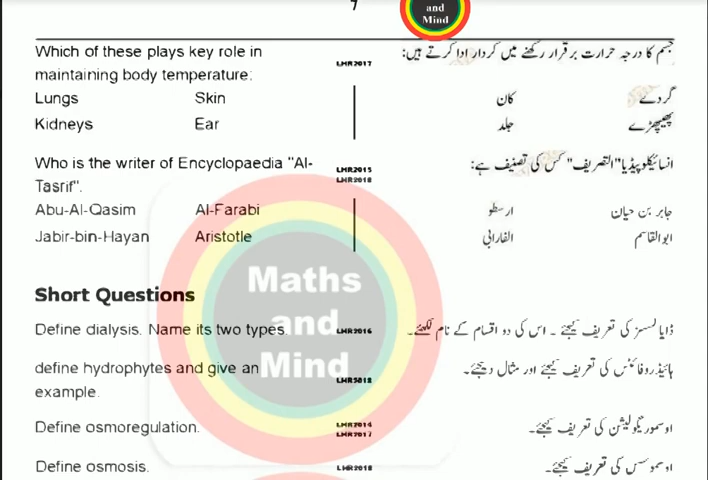 7
and
Mind
Which of these plays key role in
maintaining body temperature:
LHR2017
جسم کا درجہ حرارت برقرار رکھنے میں کردار ادا کرتے ہیں:
Lungs Skin
کان گردے
Kidneys Ear
جلد پھیپھڑے
Who is the writer of Encyclopaedia "Al-
Tasrif".
LHR2015
LHR2018
انسائیکلوپیڈیا"التصریف" کس کی تصنیف ہے:
Abu-Al-Qasim Al-Farabi
ارسطو جابر بن حیان
Jabir-bin-Hayan Aristotle
الفارابی ابوالقاسم
Maths
and
Mind
Short Questions
Define dialysis. Name its two types. LHR2016
ڈایالسسز کی تعریف کیجئے ۔ اس کی دو اقسام کے نام لکھئے۔
define hydrophytes and give an
example.
LHR2012
ہائیڈروفائٹس کی تعریف کیجئے اور مثال دیجئے۔
Define osmoregulation.
LHR2014
LHR2017
اوسموریگولیشن کی تعریف کیجئے۔
Define osmosis. LHR2018
اوسموسس کی تعریف کیجئے۔